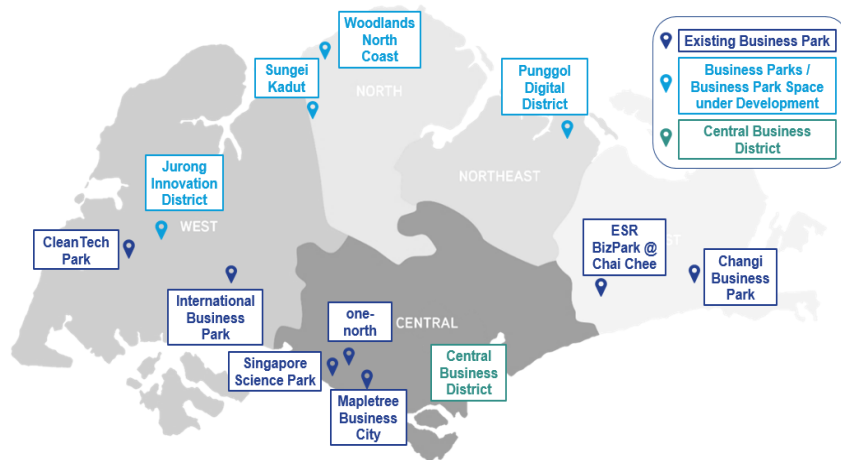 Woodlands
North
Coast
Sungei
Kadut
NORTH
Punggol
Digital
District
Existing Business Park
Business Parks /
Business Park Space
under Development
Central Business
District
Jurong
Innovation
District
NORTHEAST
WEST
CleanTech
Park
ESR
BizPark @
Chai Chee
ST
Changi
Business
Park
International
Business
Park
one-
north
CENTRAL
Singapore
Science Park
Central
Business
District
Mapletree
Business
City